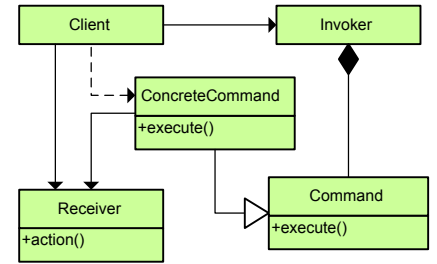 Client
Invoker
ConcreteCommand
+execute()
Receiver
+action()
Command
+execute()